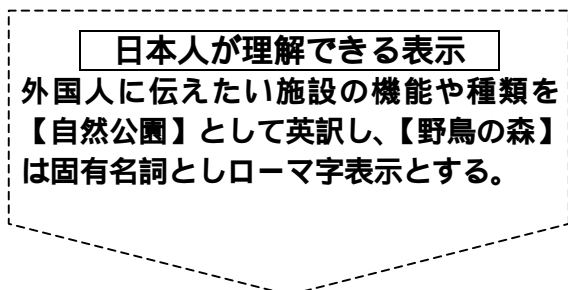 日本人が理解できる表示
外国人に伝えたい施設の機能や種類を
【自然公園】として英訳し、【野鳥の森】
は固有名詞としローマ字表示とする。